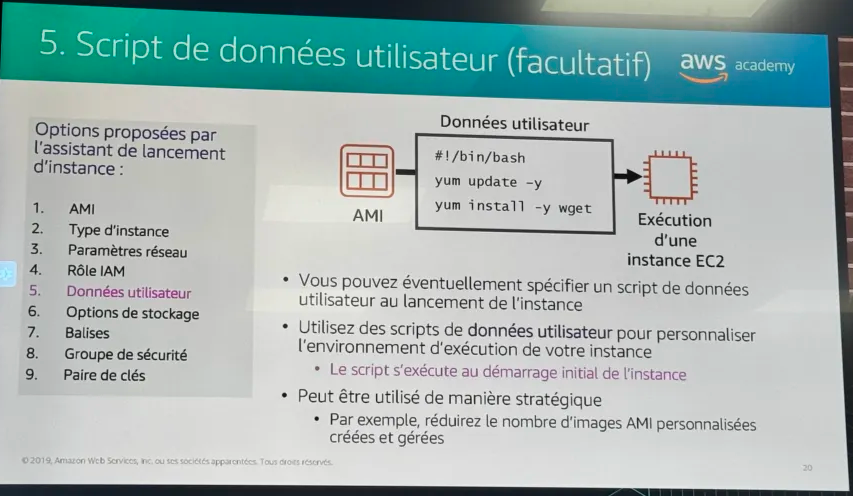 5. Script de données utilisateur (facultatif)
aws academy
Options proposées par
l'assistant de lancement
d'instance :
1. AMI
2. Type d'instance
3. Paramètres réseau
4. Rôle IAM
5. Données utilisateur
6. Options de stockage
7. Balises
8. Groupe de sécurité
9. Paire de clés
Données utilisateur
#!/bin/bash
yum update -y
yum install -y wget
AMI
Exécution
d'une
instance EC2
• Vous pouvez éventuellement spécifier un script de données
utilisateur au lancement de l'instance
• Utilisez des scripts de données utilisateur pour personnaliser
l'environnement d'exécution de votre instance
• Le script s'exécute au démarrage initial de l'instance
• Peut être utilisé de manière stratégique
• Par exemple, réduirez le nombre d'images AMI personnalisées
créées et gérées
© 2019, Amazon Web Services, Inc. ou ses sociétés apparentées. Tous droits réservés.
20